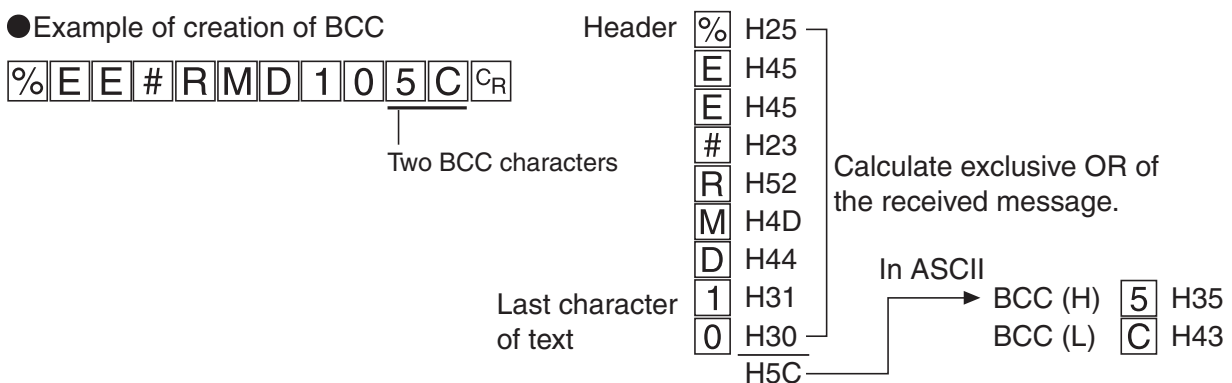 ●Example of creation of BCC
%EE#RMD105CCR
Two BCC characters
Header % H25
E H45
E H45
# H23
R H52
M H4D
D H44
Last character
of text
1 H31
0 H30
H5C
Calculate exclusive OR of
the received message.
In ASCII
BCC (H) 5 H35
BCC (L) C H43